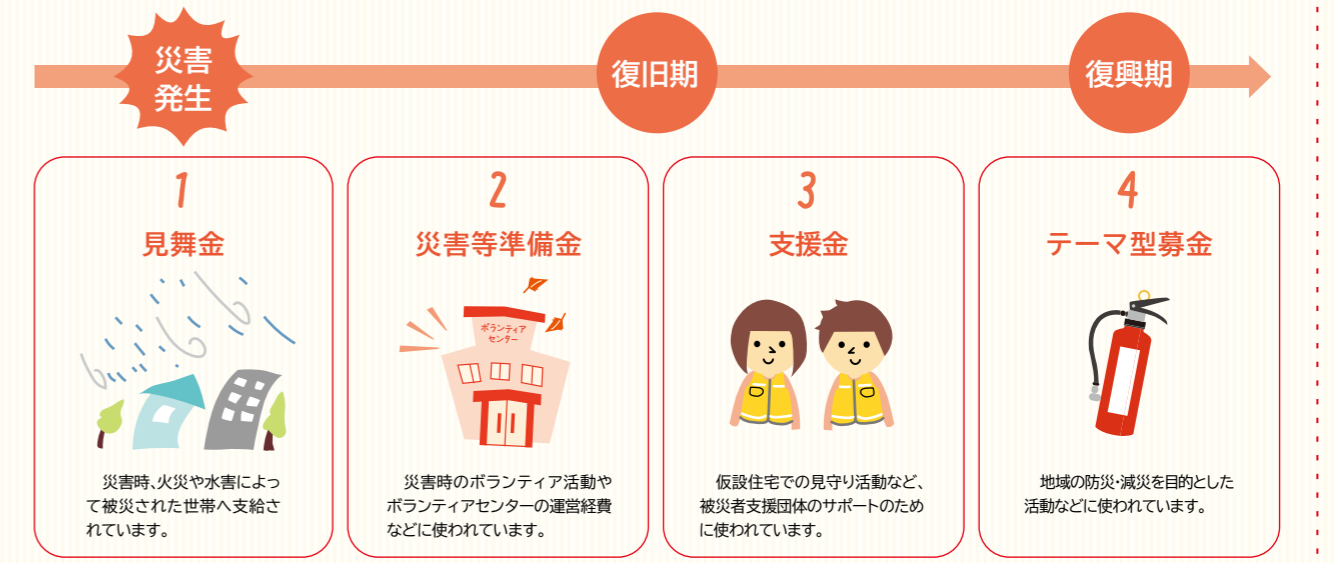 災害
発生
復旧期
復興期
1
見舞金
災害時、火災や水害によっ
て被災された世帯へ支給さ
れています。
2
災害等準備金
ボランティア
センター
災害時のボランティア活動や
ボランティアセンターの運営経費
などに使われています。
3
支援金
仮設住宅での見守り活動など、
被災者支援団体のサポートのため
に使われています。
4
テーマ型募金
地域の防災・減災を目的とした
活動などに使われています。